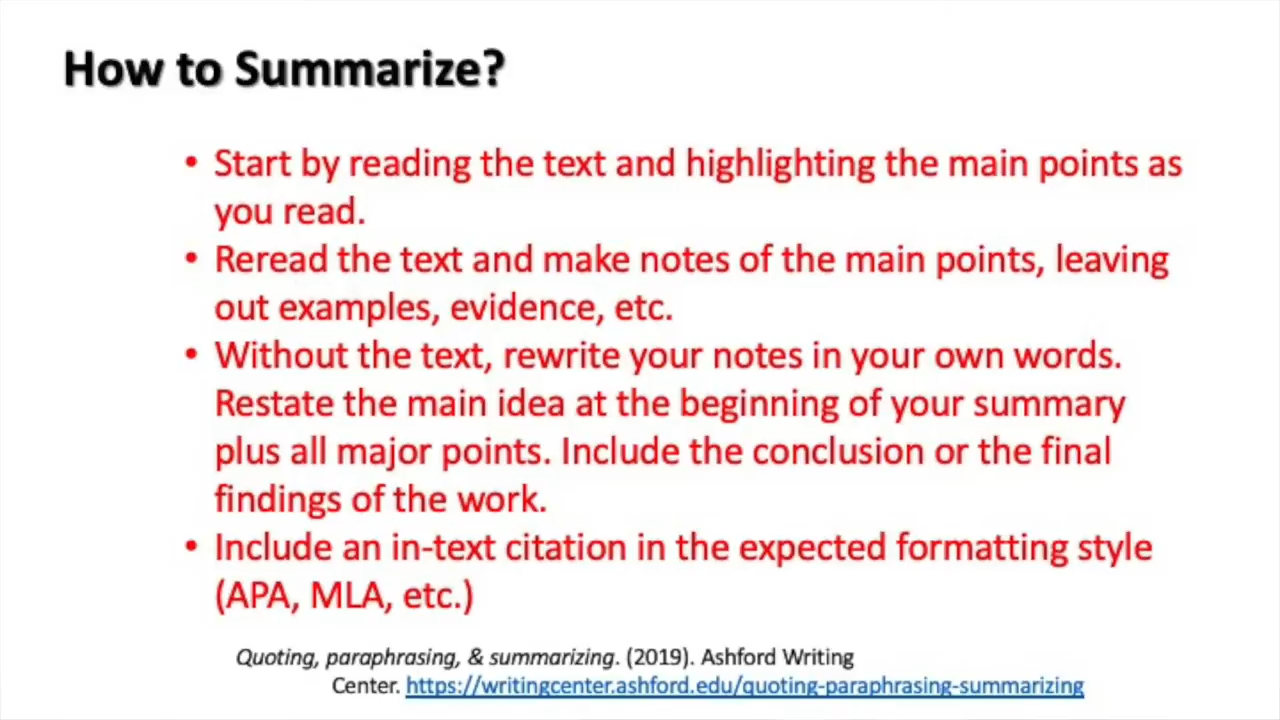 How to Summarize?
• Start by reading the text and highlighting the main points as
you read.
• Reread the text and make notes of the main points, leaving
out examples, evidence, etc.
• Without the text, rewrite your notes in your own words.
Restate the main idea at the beginning of your summary
plus all major points. Include the conclusion or the final
findings of the work.
• Include an in-text citation in the expected formatting style
(APA, MLA, etc.)
Quoting, paraphrasing, & summarizing. (2019). Ashford Writing
Center. https://writingcenter.ashford.edu/quoting-paraphrasing-summarizing